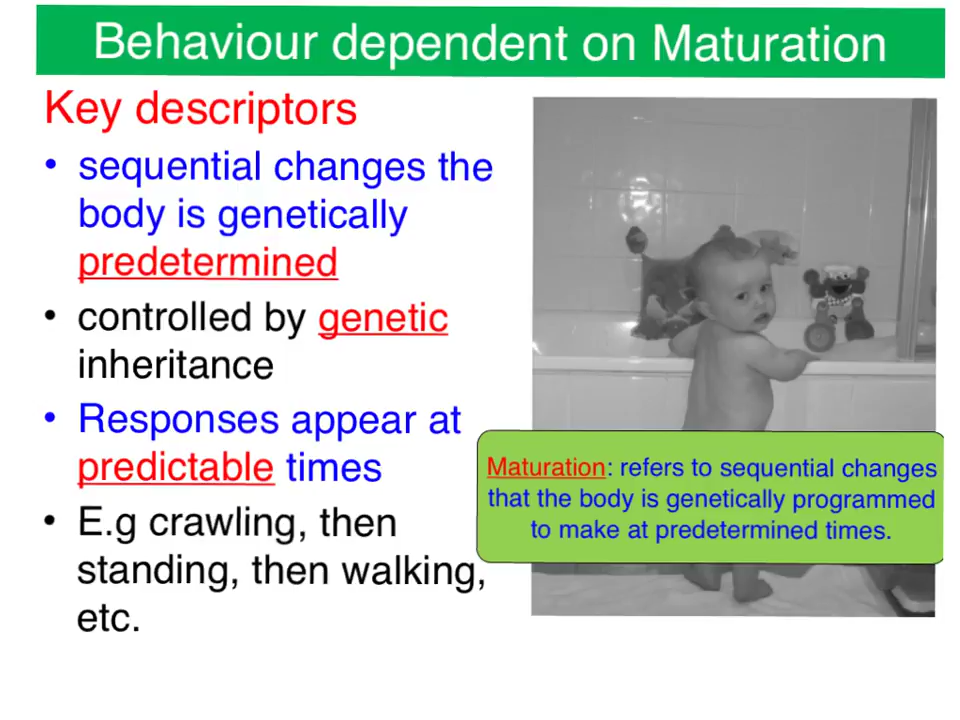 Behaviour dependent on Maturation
Key descriptors
• sequential changes the
body is genetically
predetermined
• controlled by genetic
inheritance
• Responses appear at
predictable times
• E.g crawling, then
standing, then walking,
etc.
Maturation: refers to sequential changes
that the body is genetically programmed
to make at predetermined times.